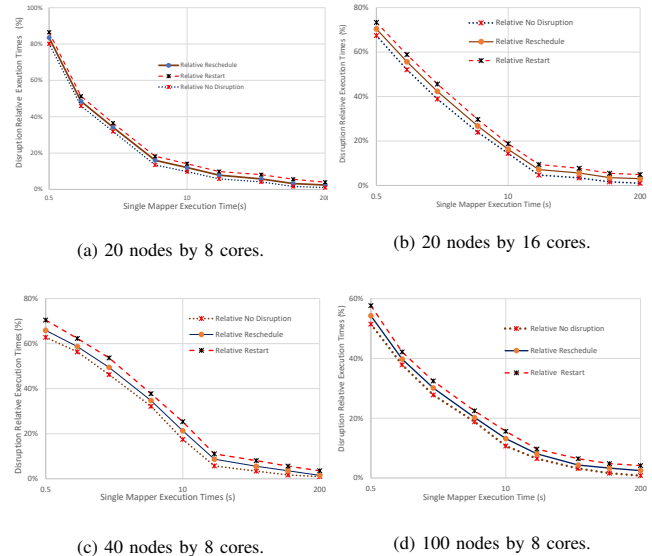 Disruption Relative Exeution Times (%)
100%
80%
60%
40%
20%
0%
0.5
10
200
Single Mapper Execution Time(s)
Relative Reschedule
Relative Restart
Relative No Disruption
(a) 20 nodes by 8 cores.
Disruption Relative Execution Times (%)
80%
60%
40%
20%
0%
0.5
10
200
Single Mapper Execution Time (s)
Relative No Disruption
Relative Reschedule
Relative Restart
(b) 20 nodes by 16 cores.
Disruption Relative Execution Times (%)
80%
60%
40%
20%
0%
0.5
10
200
Single Mapper Execution Times (s)
Relative No Disruption
Relative Reschedule
Relative Restart
(c) 40 nodes by 8 cores.
Disruption Relative Execution Times (%)
60%
40%
20%
0%
0.5
10
200
Single Mapper Execution Time (s)
Relative No disruption
Relative Reschedule
Relative Restart
(d) 100 nodes by 8 cores.